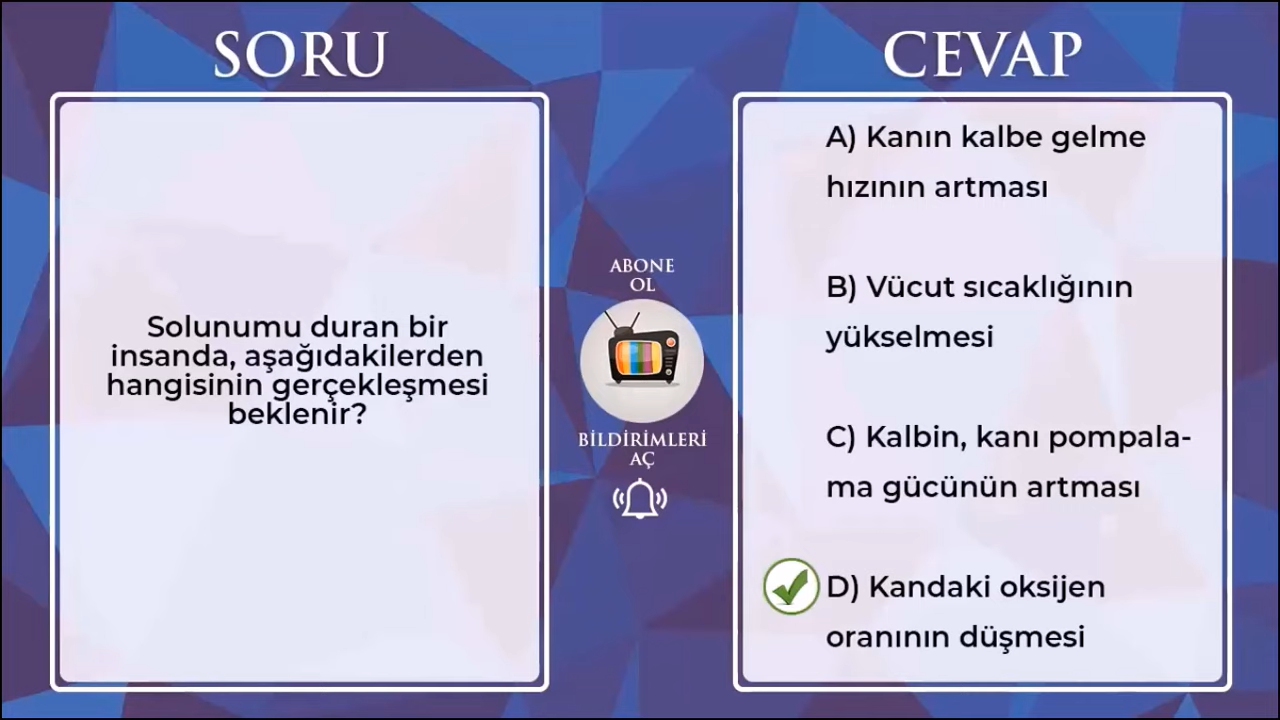 SORU
Solunumu duran bir
insanda, aşağıdakilerden
hangisinin gerçekleşmesi
beklenir?
ABONE
OL
BİLDİRİMLERİ
AÇ
CEVAP
A) Kanın kalbe gelme
hızının artması
B) Vücut sıcaklığının
yükselmesi
C) Kalbin, kanı pompala-
ma gücünün artması
D) Kandaki oksijen
oranının düşmesi